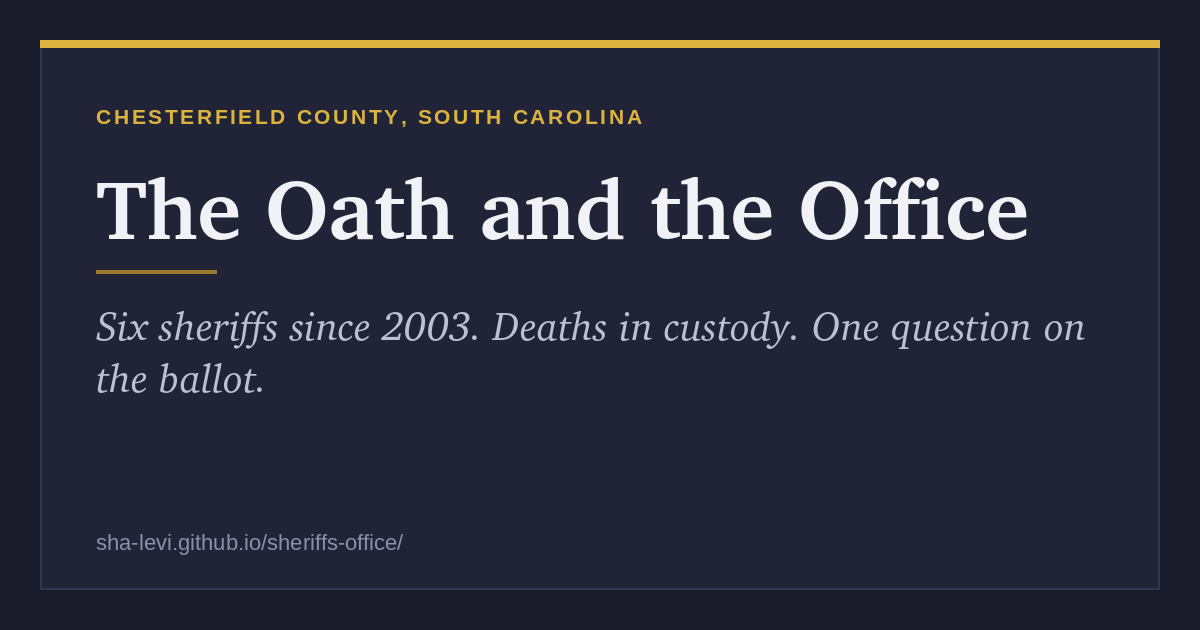 CHESTERFIELD COUNTY, SOUTH CAROLINA
The Oath and the Office
Six sheriffs since 2003. Deaths in custody. One question on
the ballot.
sha-levi.github.io/sheriffs-office/